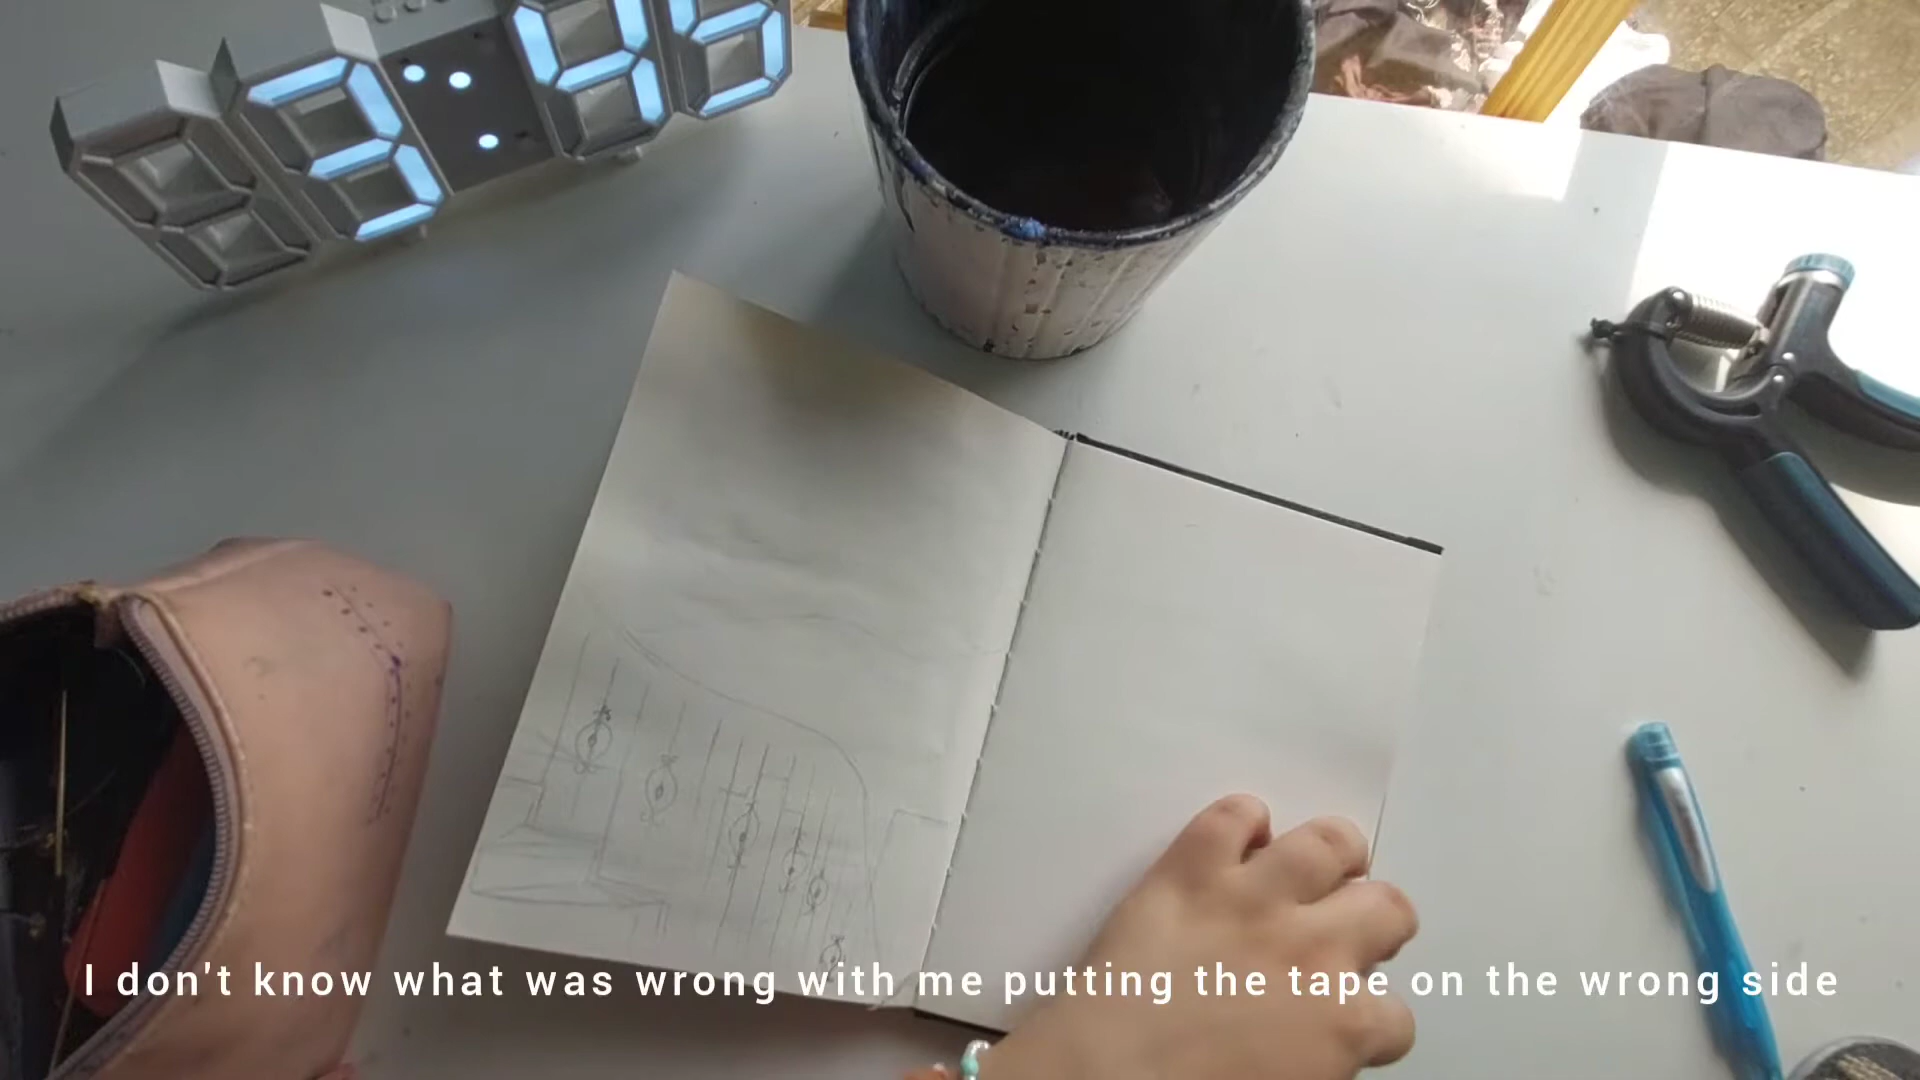 I don't know what was wrong with me putting the tape on the wrong side